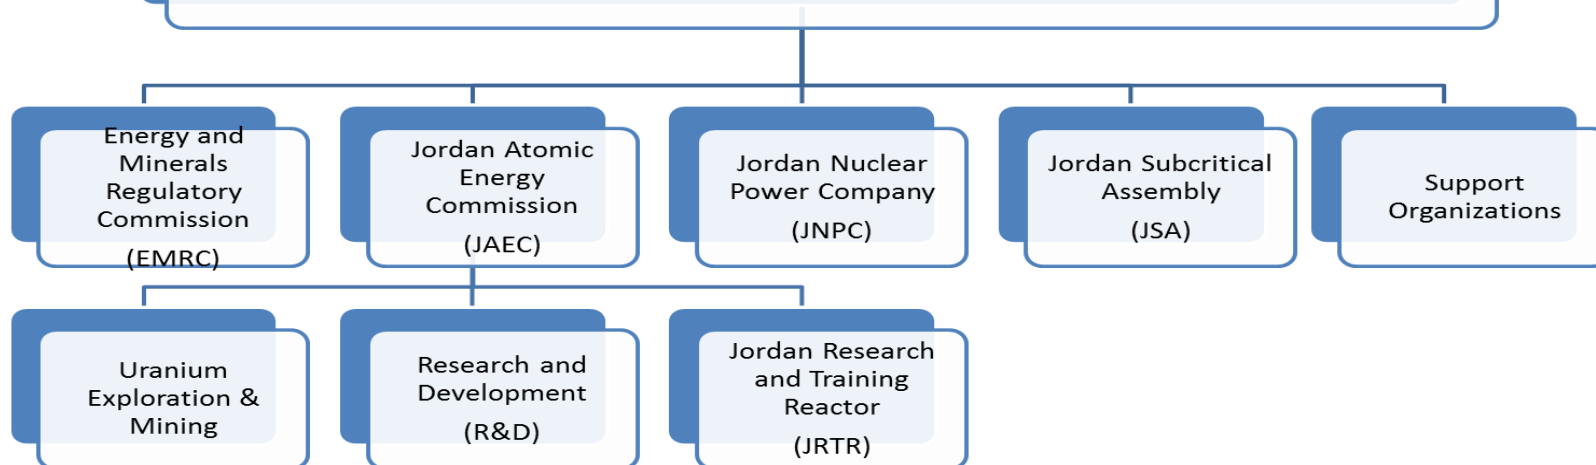 Energy and
Minerals
Regulatory
Commission
(EMRC)
Jordan Atomic
Energy
Commission
(JAEC)
Jordan Nuclear
Power Company
(JNPC)
Jordan Subcritical
Assembly
(JSA)
Support
Organizations
Uranium
Exploration &
Mining
Research and
Development
(R&D)
Jordan Research
and Training
Reactor
(JRTR)